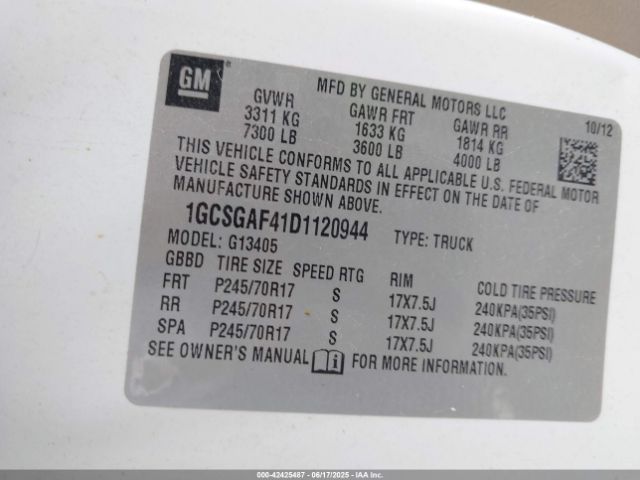 GM ®
MFD BY GENERAL MOTORS LLC
GVWR GAWR FRT GAWR RR 10/12
3311 KG 1633 KG 1814 KG
7300 LB 3600 LB 4000 LB
THIS VEHICLE CONFORMS TO ALL APPLICABLE U.S. FEDERAL MOTOR
VEHICLE SAFETY STANDARDS IN EFFECT ON THE DATE OF
MANUFACTURE SHOWN ABOVE.
1GCSGAF41D1120944 TYPE: TRUCK
MODEL: G13405
GBBD TIRE SIZE SPEED RTG RIM COLD TIRE PRESSURE
FRT P245/70R17 S 17X7.5J 240KPA(35PSI)
RR P245/70R17 S 17X7.5J 240KPA(35PSI)
SPA P245/70R17 S 17X7.5J 240KPA(35PSI)
SEE OWNER'S MANUAL FOR MORE INFORMATION.
000-42425487 - 06/17/2025 - IAA